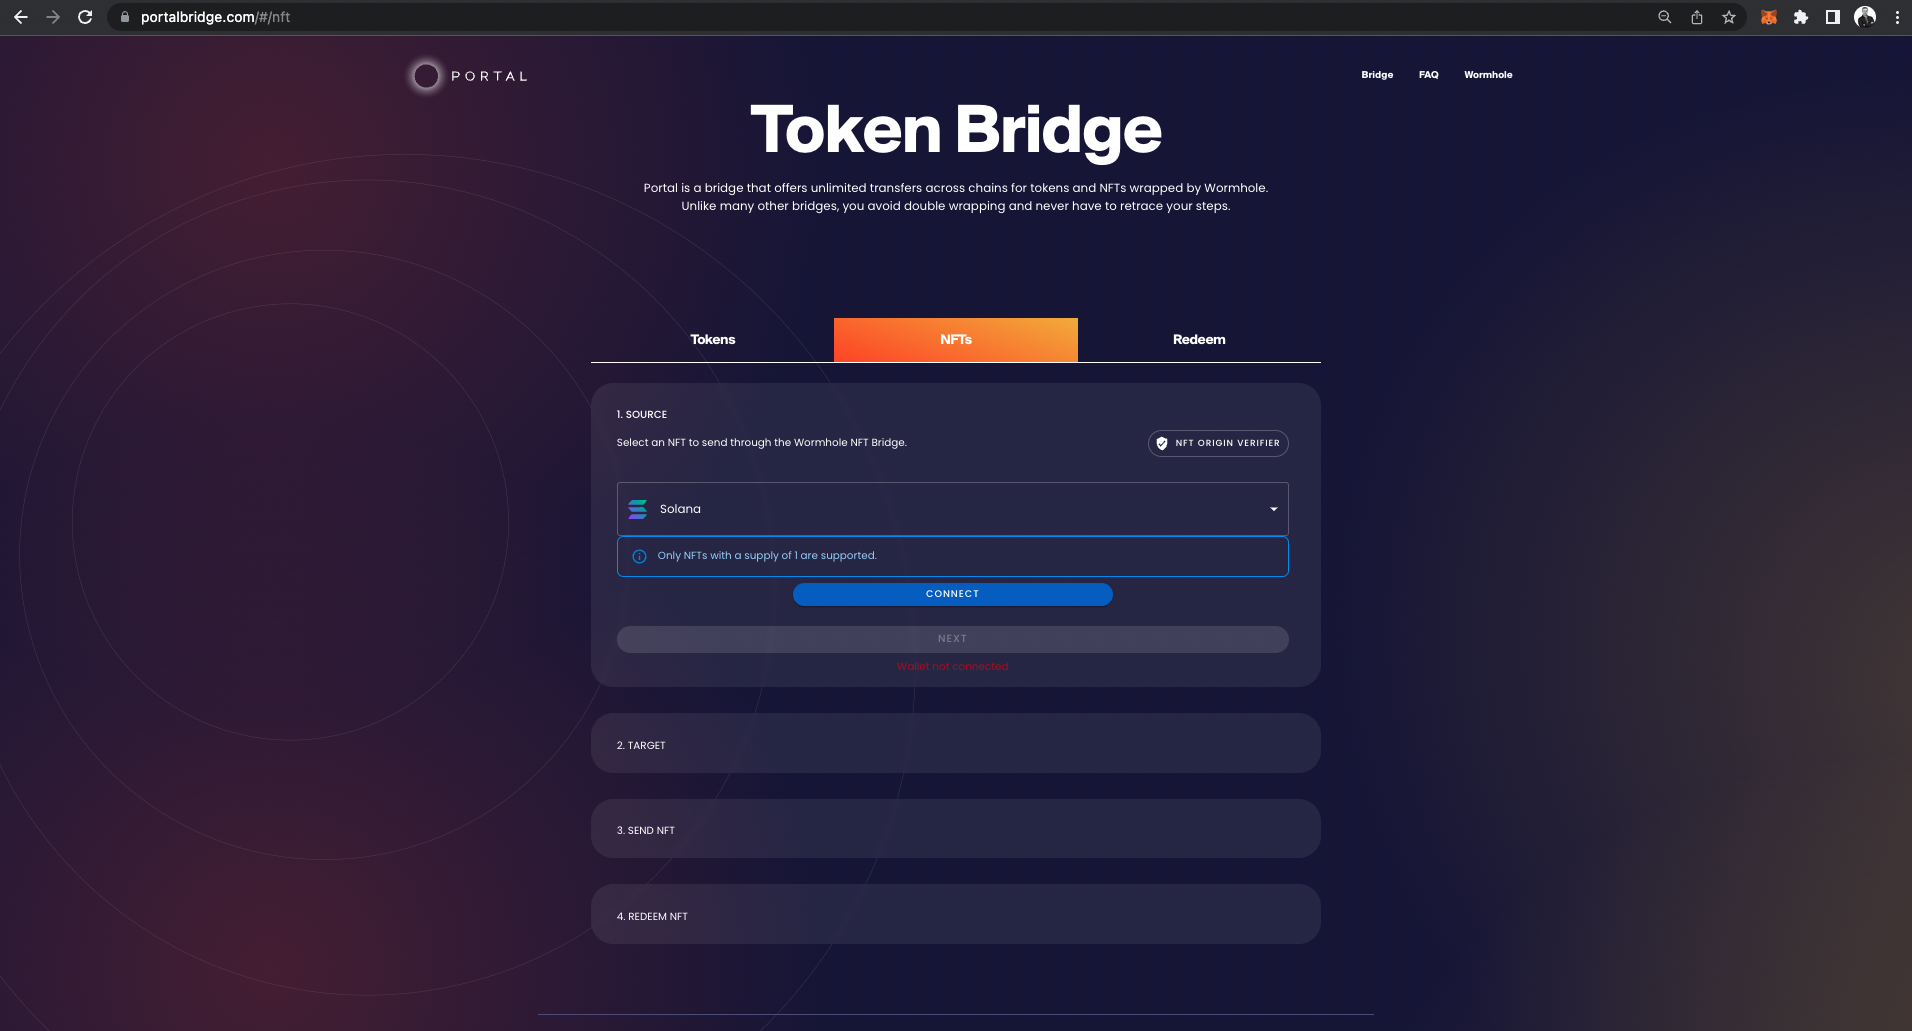 portalbridge.com/#/nft
PORTAL
Bridge FAQ Wormhole
Token Bridge
Portal is a bridge that offers unlimited transfers across chains for tokens and NFTs wrapped by Wormhole.
Unlike many other bridges, you avoid double wrapping and never have to retrace your steps.
Tokens NFTs Redeem
1. SOURCE
Select an NFT to send through the Wormhole NFT Bridge.
NFT ORIGIN VERIFIER
Solana
Only NFTs with a supply of 1 are supported.
CONNECT
NEXT
Wallet not connected
2. TARGET
3. SEND NFT
4. REDEEM NFT